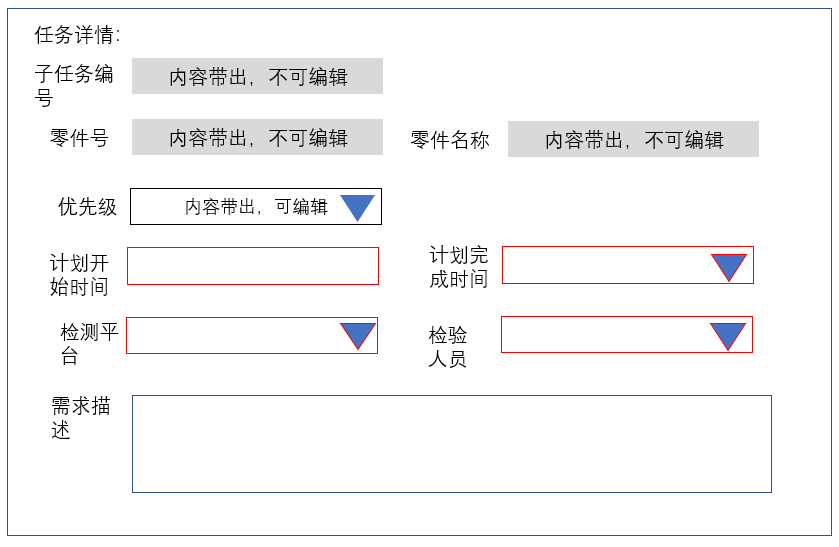 任务详情：
子任务编
号
内容带出，不可编辑
零件号
内容带出，不可编辑
零件名称
内容带出，不可编辑
优先级
内容带出，可编辑
计划开
始时间
计划完
成时间
检测平
台
检验
人员
需求描
述